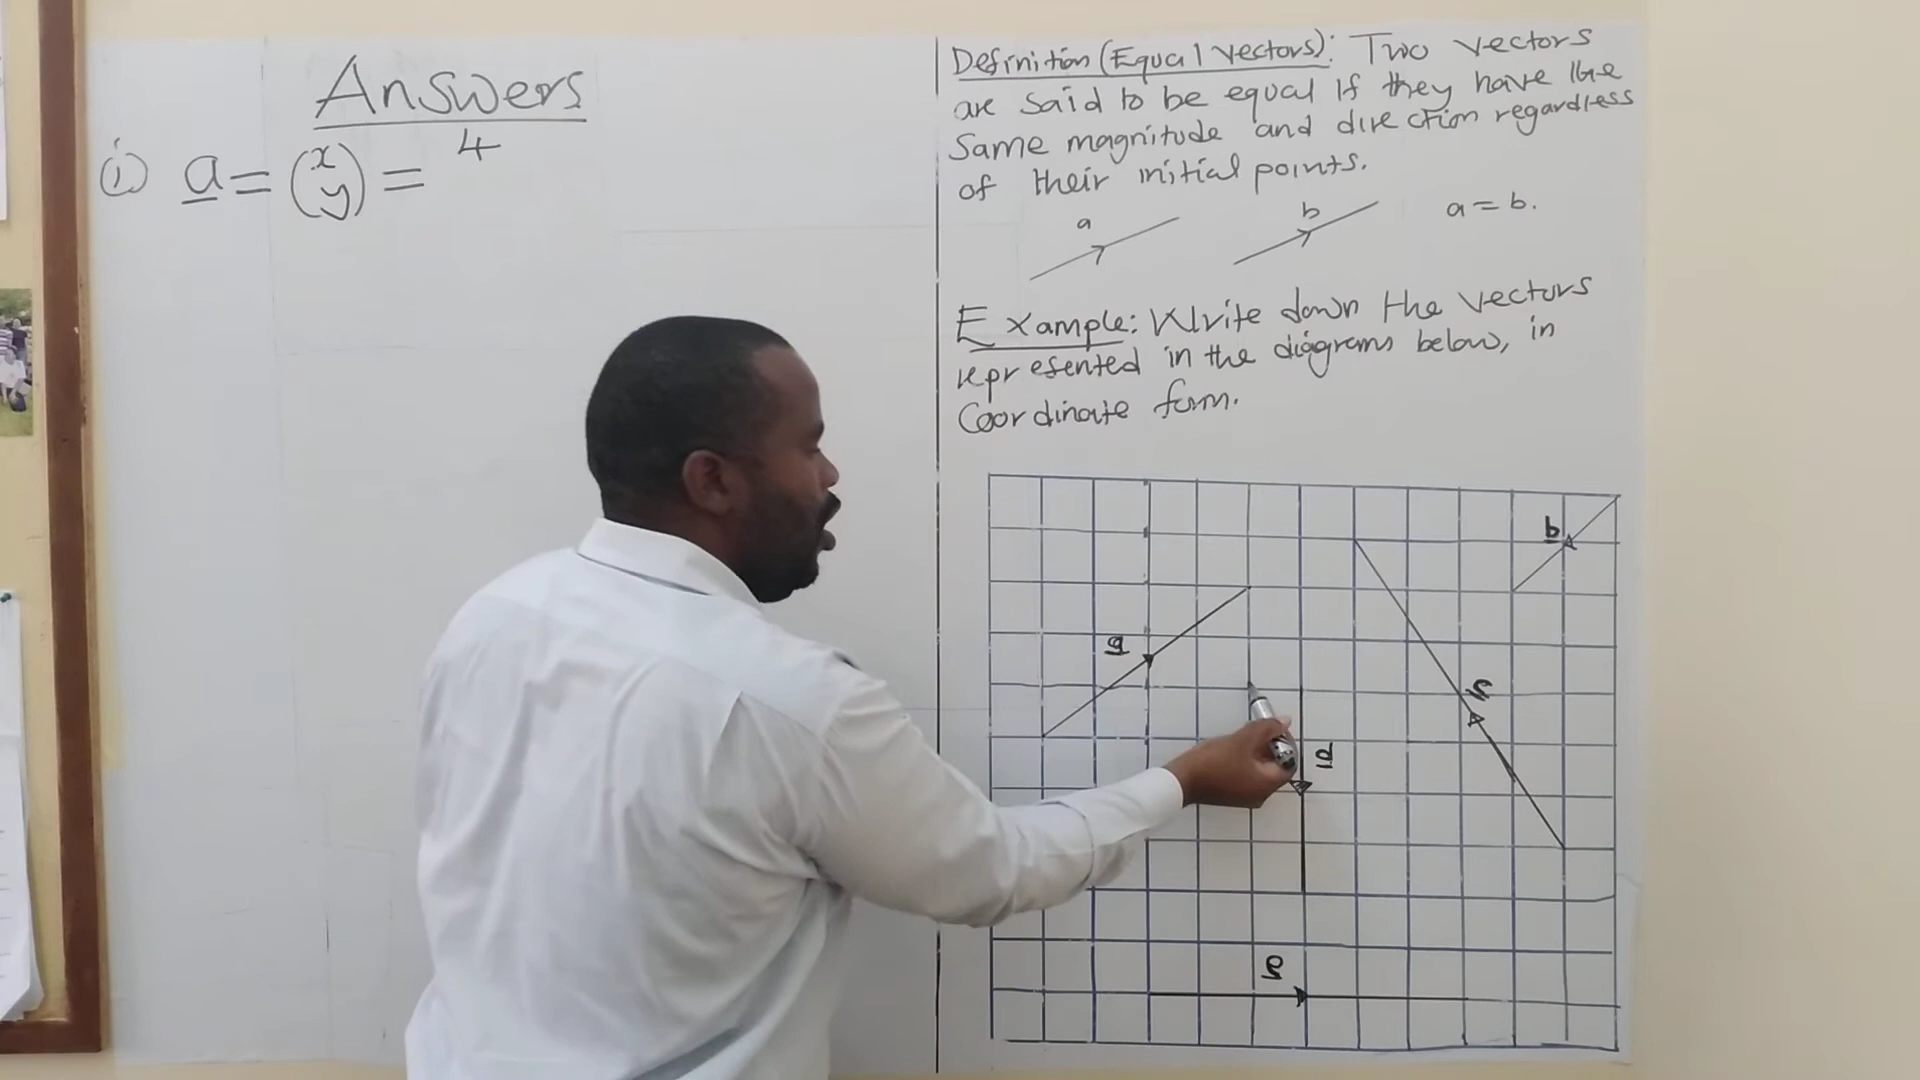 Answers
4
(i) a = (x y) =
Definition (Equal Vectors): Two vectors
are said to be equal if they have the
Same magnitude and direction regardless
of their initial points.
a
b
a = b.
Example: Write down the vectors
represented in the diagrams below, in
Coordinate form.
b
a
c
d
e